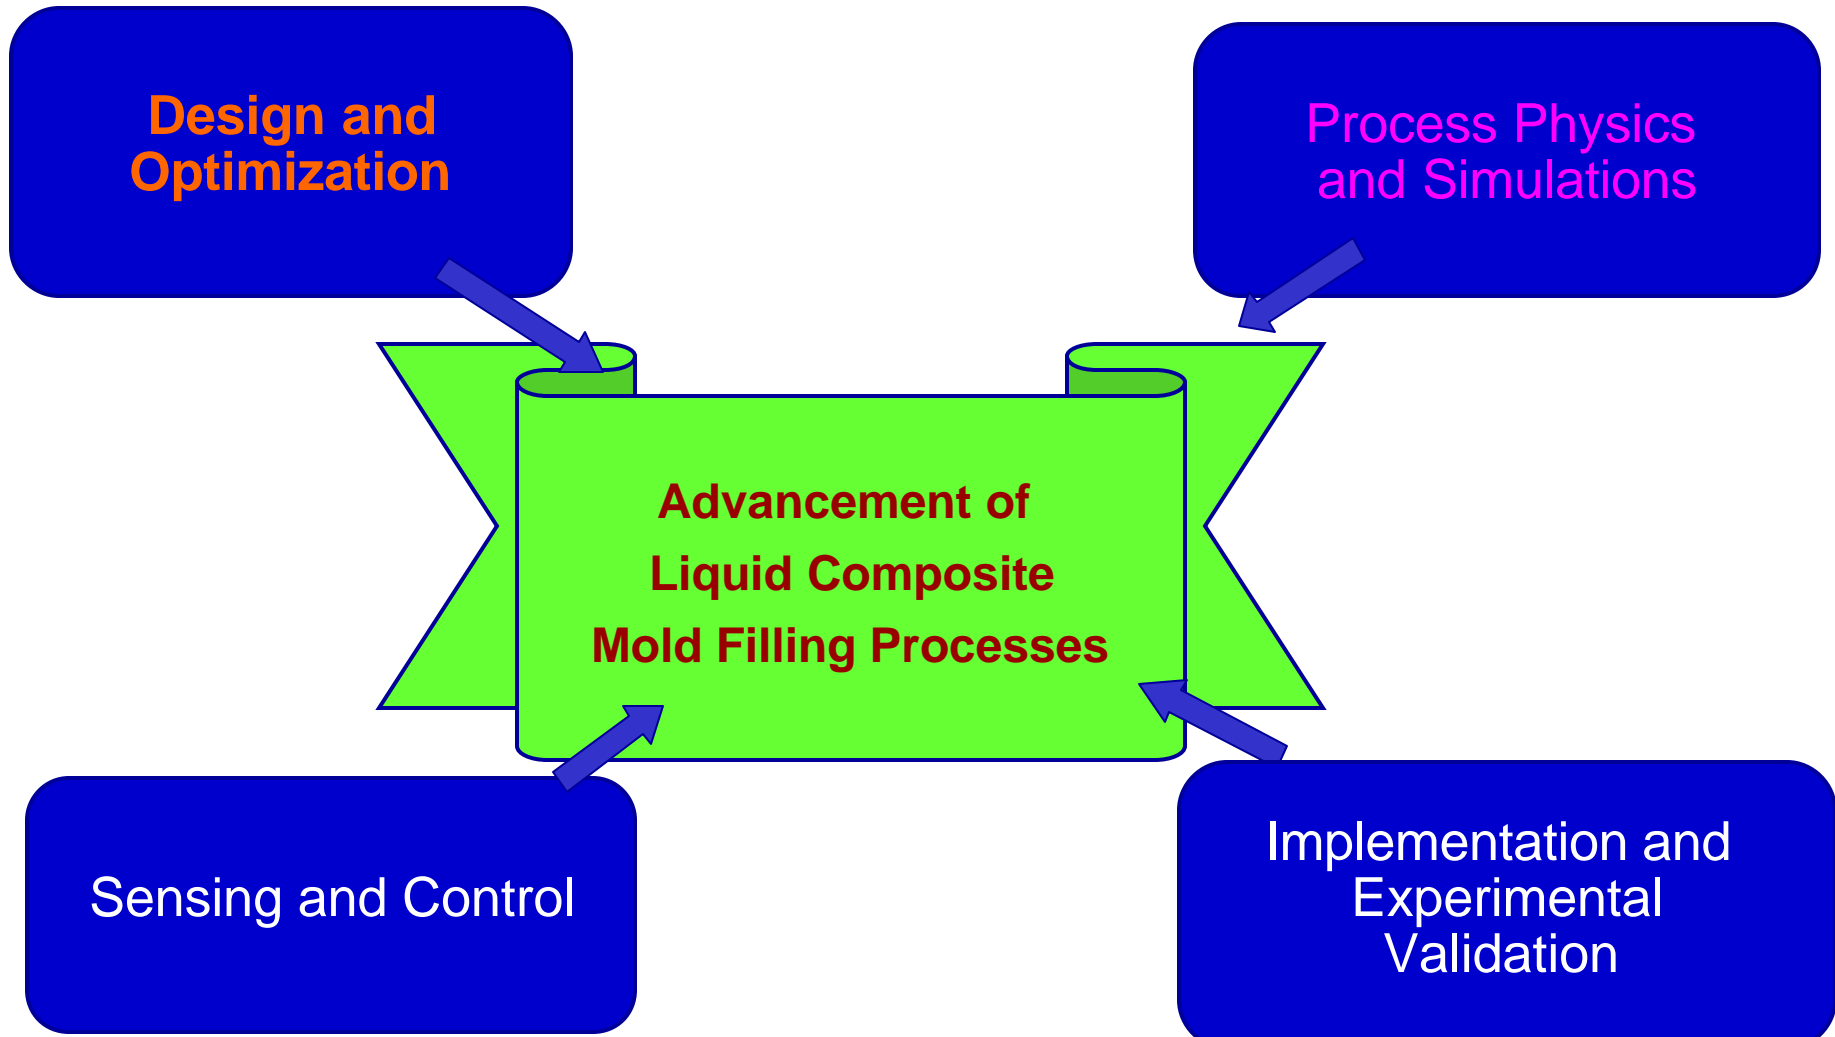 Design and
Optimization
Process Physics
and Simulations
Advancement of
Liquid Composite
Mold Filling Processes
Sensing and Control
Implementation and
Experimental
Validation